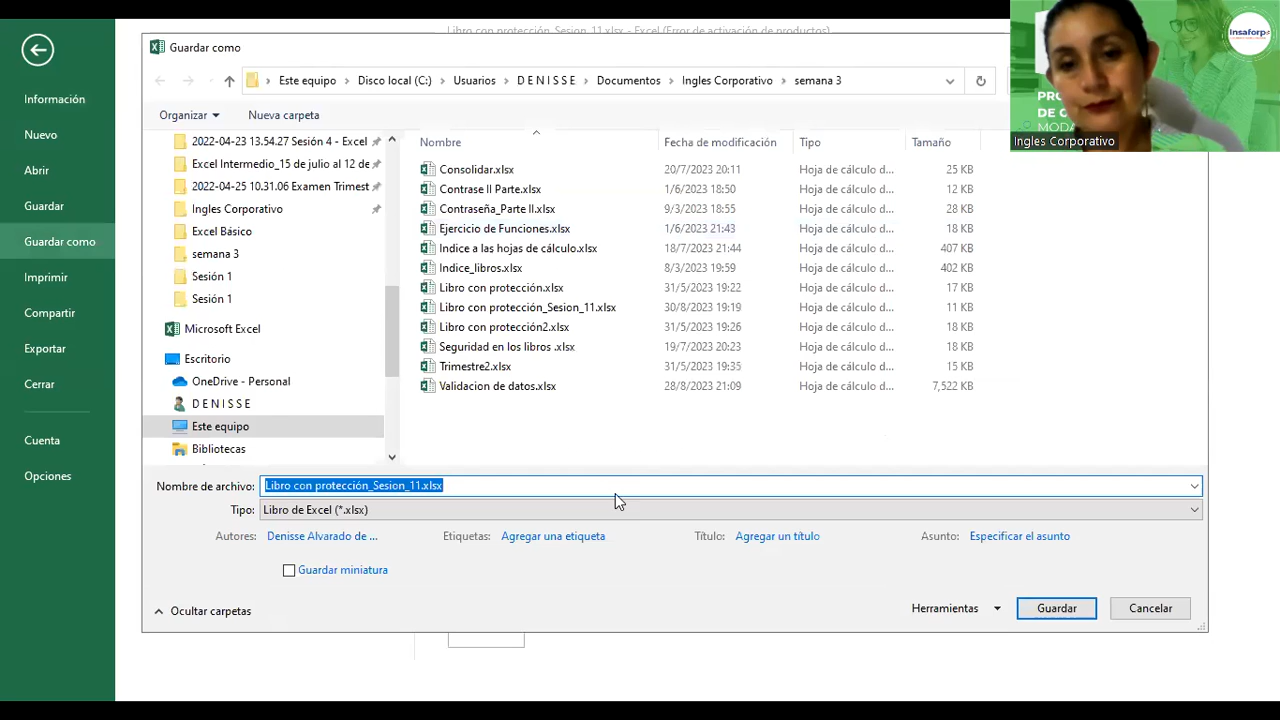 Libro con protección_Sesion_11.xlsx - Excel (Error de activación de productos)
Guardar como
Este equipo > Disco local (C:) > Usuarios > D E N I S S E > Documentos > Ingles Corporativo > semana 3
Organizar
Nueva carpeta
Información
Nuevo
Abrir
Guardar
Guardar como
Imprimir
Compartir
Exportar
Cerrar
Cuenta
Opciones
2022-04-23 13.54.27 Sesión 4 - Excel
Excel Intermedio_15 de julio al 12 de
2022-04-25 10.31.06 Examen Trimest
Ingles Corporativo
Excel Básico
semana 3
Sesión 1
Sesión 1
Microsoft Excel
Escritorio
OneDrive - Personal
D E N I S S E
Este equipo
Bibliotecas
Nombre Fecha de modificación Tipo Tamaño
Consolidar.xlsx 20/7/2023 20:11 Hoja de cálculo d... 25 KB
Contrase II Parte.xlsx 1/6/2023 18:50 Hoja de cálculo d... 12 KB
Contraseña_Parte II.xlsx 9/3/2023 18:55 Hoja de cálculo d... 28 KB
Ejercicio de Funciones.xlsx 1/6/2023 21:43 Hoja de cálculo d... 18 KB
Indice a las hojas de cálculo.xlsx 18/7/2023 21:44 Hoja de cálculo d... 407 KB
Indice_libros.xlsx 8/3/2023 19:59 Hoja de cálculo d... 402 KB
Libro con protección.xlsx 31/5/2023 19:22 Hoja de cálculo d... 17 KB
Libro con protección_Sesion_11.xlsx 30/8/2023 19:19 Hoja de cálculo d... 11 KB
Libro con protección2.xlsx 31/5/2023 19:26 Hoja de cálculo d... 18 KB
Seguridad en los libros .xlsx 19/7/2023 20:23 Hoja de cálculo d... 18 KB
Trimestre2.xlsx 31/5/2023 19:35 Hoja de cálculo d... 15 KB
Validacion de datos.xlsx 28/8/2023 21:09 Hoja de cálculo d... 7,522 KB
Nombre de archivo: Libro con protección_Sesion_11.xlsx
Tipo: Libro de Excel (*.xlsx)
Autores: Denisse Alvarado de ... Etiquetas: Agregar una etiqueta Título: Agregar un título Asunto: Especificar el asunto
Guardar miniatura
Ocultar carpetas
Herramientas Guardar Cancelar
Insaforp
Ingles Corporativo